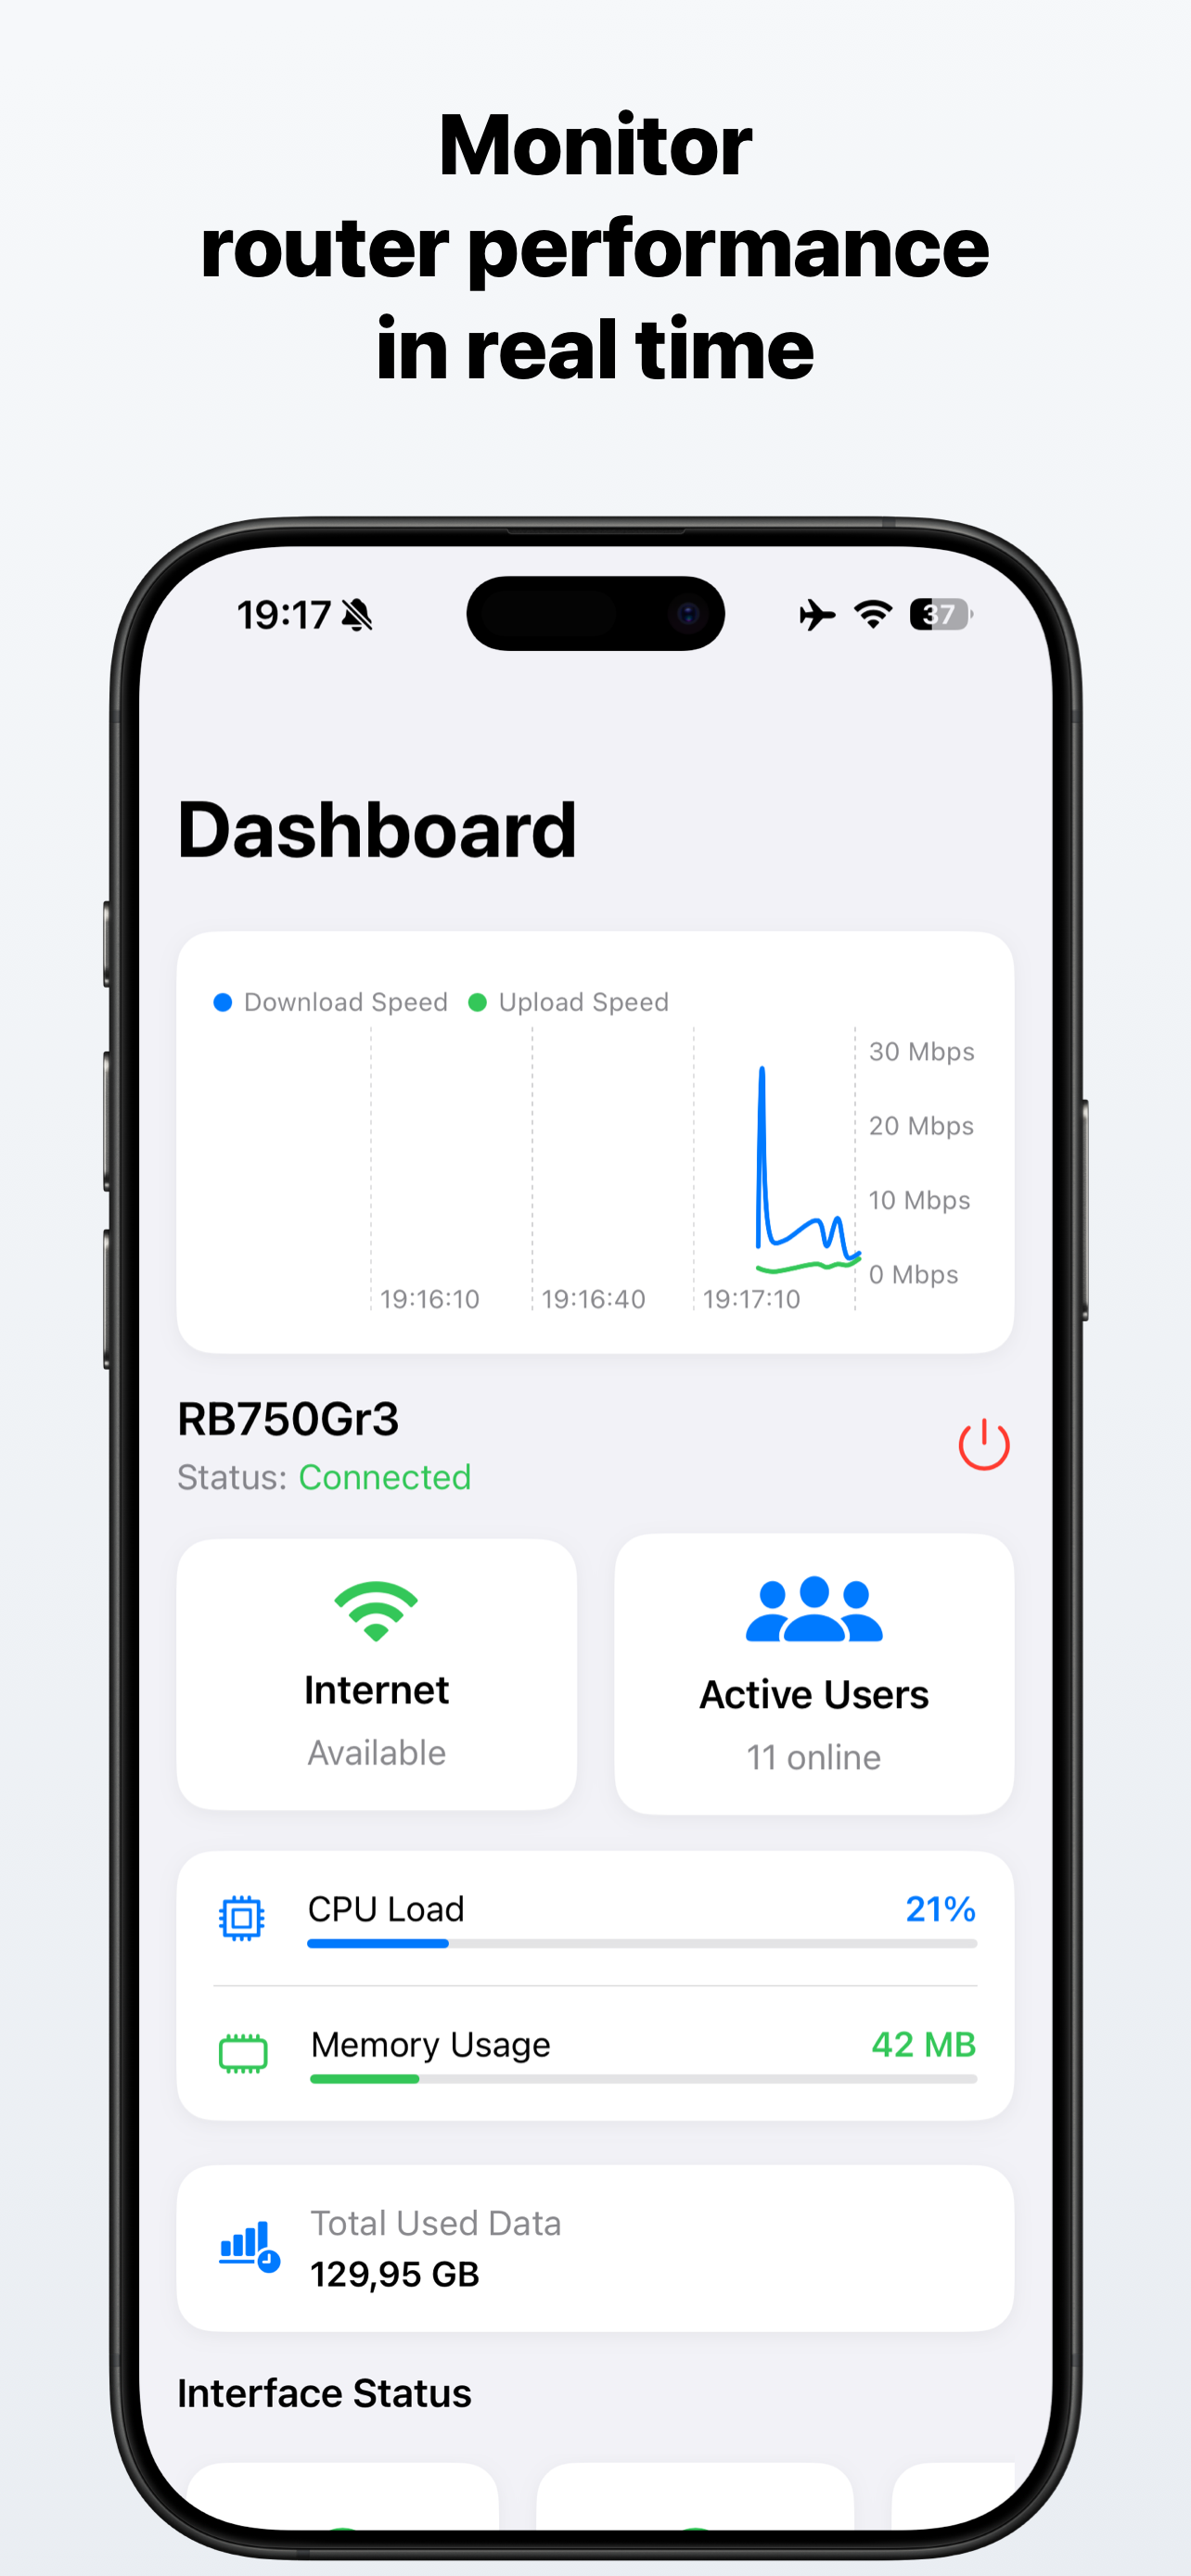 Monitor
router performance
in real time
19:17
37
Dashboard
Download Speed Upload Speed
30 Mbps
20 Mbps
10 Mbps
0 Mbps
19:16:10 19:16:40 19:17:10
RB750Gr3
Status: Connected
Internet
Available
Active Users
11 online
CPU Load 21%
Memory Usage 42 MB
Total Used Data
129,95 GB
Interface Status